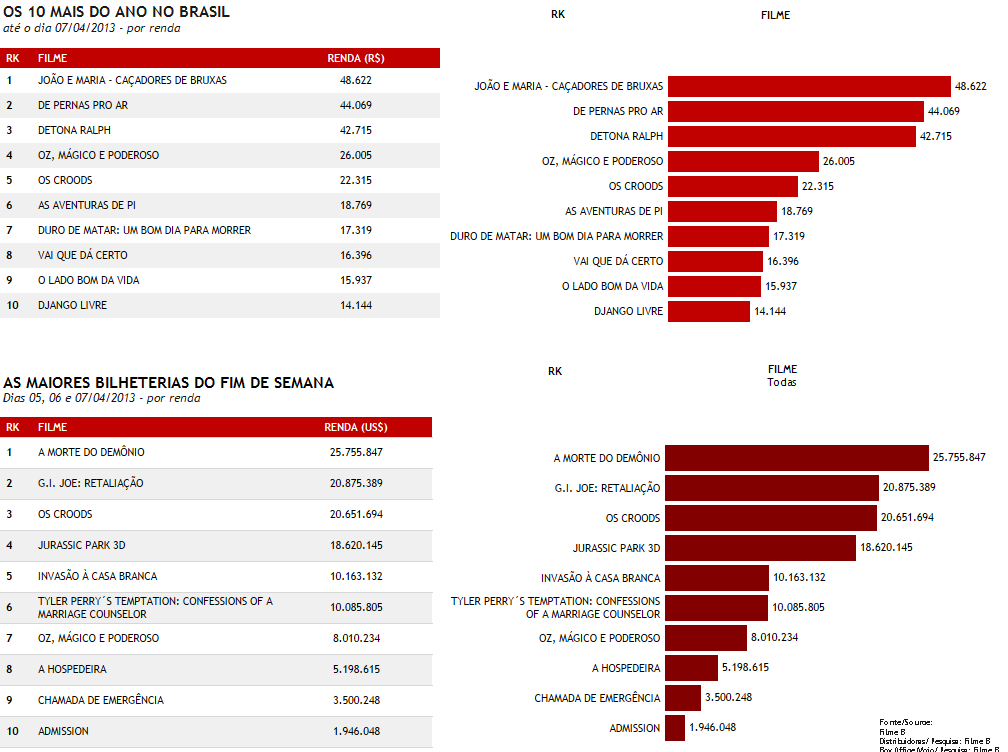 OS 10 MAIS DO ANO NO BRASIL
até o dia 07/04/2013 - por renda
RK FILME RENDA (R$)
1 JOÃO E MARIA - CAÇADORES DE BRUXAS 48.622
2 DE PERNAS PRO AR 44.069
3 DETONA RALPH 42.715
4 OZ, MÁGICO E PODEROSO 26.005
5 OS CROODS 22.315
6 AS AVENTURAS DE PI 18.769
7 DURO DE MATAR: UM BOM DIA PARA MORRER 17.319
8 VAI QUE DÁ CERTO 16.396
9 O LADO BOM DA VIDA 15.937
10 DJANGO LIVRE 14.144
RK FILME
JOÃO E MARIA - CAÇADORES DE BRUXAS 48.622
DE PERNAS PRO AR 44.069
DETONA RALPH 42.715
OZ, MÁGICO E PODEROSO 26.005
OS CROODS 22.315
AS AVENTURAS DE PI 18.769
DURO DE MATAR: UM BOM DIA PARA MORRER 17.319
VAI QUE DÁ CERTO 16.396
O LADO BOM DA VIDA 15.937
DJANGO LIVRE 14.144
AS MAIORES BILHETERIAS DO FIM DE SEMANA
Dias 05, 06 e 07/04/2013 - por renda
RK FILME RENDA (US$)
1 A MORTE DO DEMÔNIO 25.755.847
2 G.I. JOE: RETALIAÇÃO 20.875.389
3 OS CROODS 20.651.694
4 JURASSIC PARK 3D 18.620.145
5 INVASÃO À CASA BRANCA 10.163.132
6 TYLER PERRY´S TEMPTATION: CONFESSIONS OF A
MARRIAGE COUNSELOR 10.085.805
7 OZ, MÁGICO E PODEROSO 8.010.234
8 A HOSPEDEIRA 5.198.615
9 CHAMADA DE EMERGÊNCIA 3.500.248
10 ADMISSION 1.946.048
RK FILME
Todas
A MORTE DO DEMÔNIO 25.755.847
G.I. JOE: RETALIAÇÃO 20.875.389
OS CROODS 20.651.694
JURASSIC PARK 3D 18.620.145
INVASÃO À CASA BRANCA 10.163.132
TYLER PERRY´S TEMPTATION: CONFESSIONS
OF A MARRIAGE COUNSELOR 10.085.805
OZ, MÁGICO E PODEROSO 8.010.234
A HOSPEDEIRA 5.198.615
CHAMADA DE EMERGÊNCIA 3.500.248
ADMISSION 1.946.048
Fonte/Source:
Filme B
Distribuidores/ Pesquisa: Filme B
Box Office Mojo/ Pesquisa: Filme B